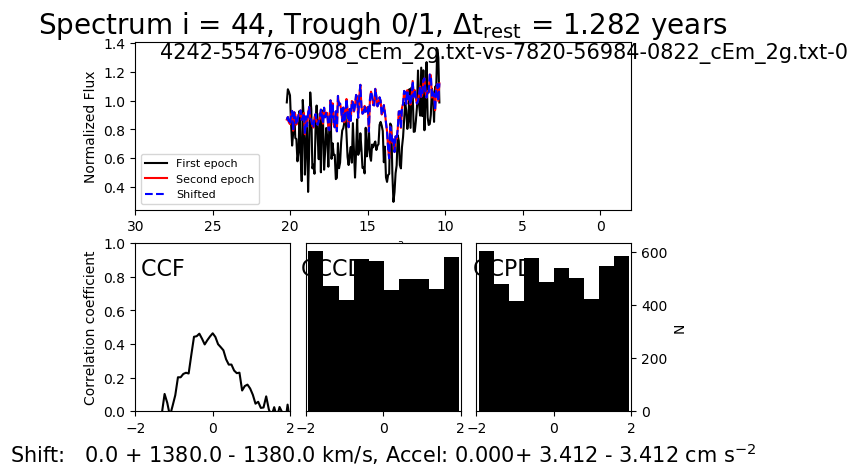 Spectrum i = 44, Trough 0/1, Δt_rest = 1.282 years
4242-55476-0908_cEm_2g.txt-vs-7820-56984-0822_cEm_2g.txt-0
Normalized Flux
1.4
1.2
1.0
0.8
0.6
0.4
First epoch
Second epoch
Shifted
30 25 20 15 10 5 0
Correlation coefficient
1.0
0.8
0.6
0.4
0.2
0.0
CCF
CCCD
CCPD
600
400
200
0
N
−2 0 2
−2 0 2
−2 0 2
Shift: 0.0 + 1380.0 - 1380.0 km/s, Accel: 0.000+ 3.412 - 3.412 cm s⁻²